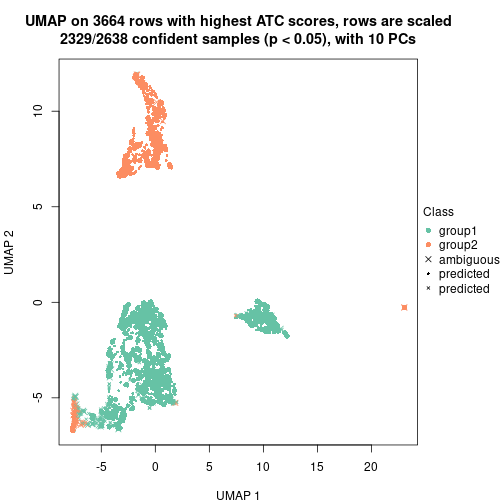 UMAP on 3664 rows with highest ATC scores, rows are scaled
2329/2638 confident samples (p < 0.05), with 10 PCs
10
5
0
-5
UMAP 2
-5
0
5
10
15
20
UMAP 1
Class
group1
group2
ambiguous
predicted
predicted